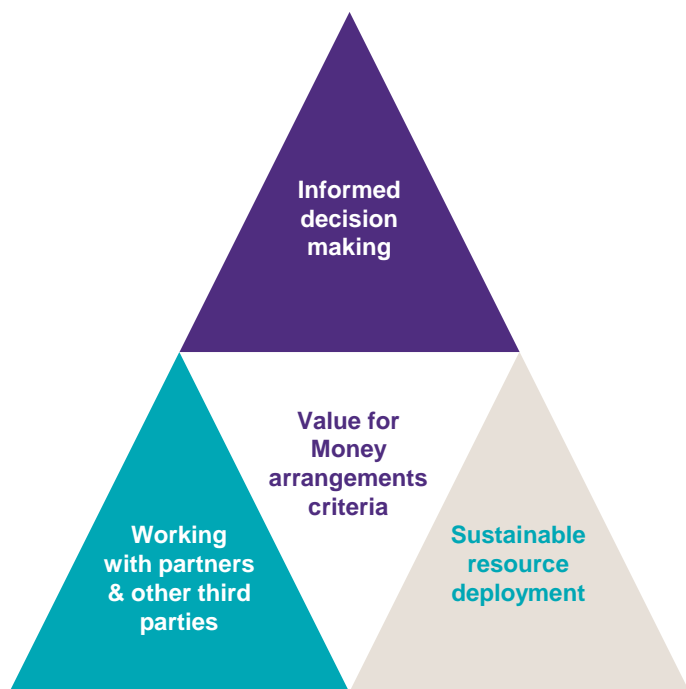 Informed
decision
making
Value for
Money
arrangements
criteria
Working
with partners
& other third
parties
Sustainable
resource
deployment